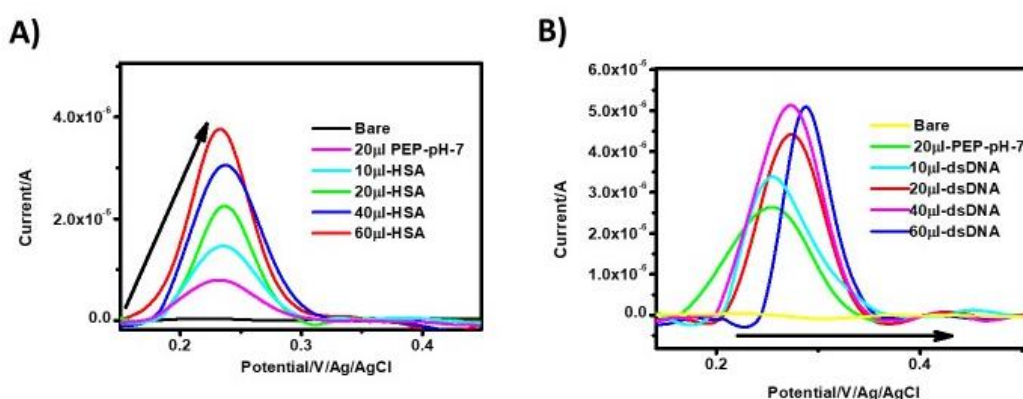 A)
Current/A
4.0x10⁻⁶
2.0x10⁻⁶
0.0
Bare
20µl PEP-pH-7
10µl-HSA
20µl-HSA
40µl-HSA
60µl-HSA
0.2
0.3
0.4
Potential/V/Ag/AgCl
B)
Current/A
6.0x10⁻⁶
5.0x10⁻⁶
4.0x10⁻⁶
3.0x10⁻⁶
2.0x10⁻⁶
1.0x10⁻⁶
0.0
Bare
20µl-PEP-pH-7
10µl-dsDNA
20µl-dsDNA
40µl-dsDNA
60µl-dsDNA
0.2
0.4
Potential/V/Ag/AgCl